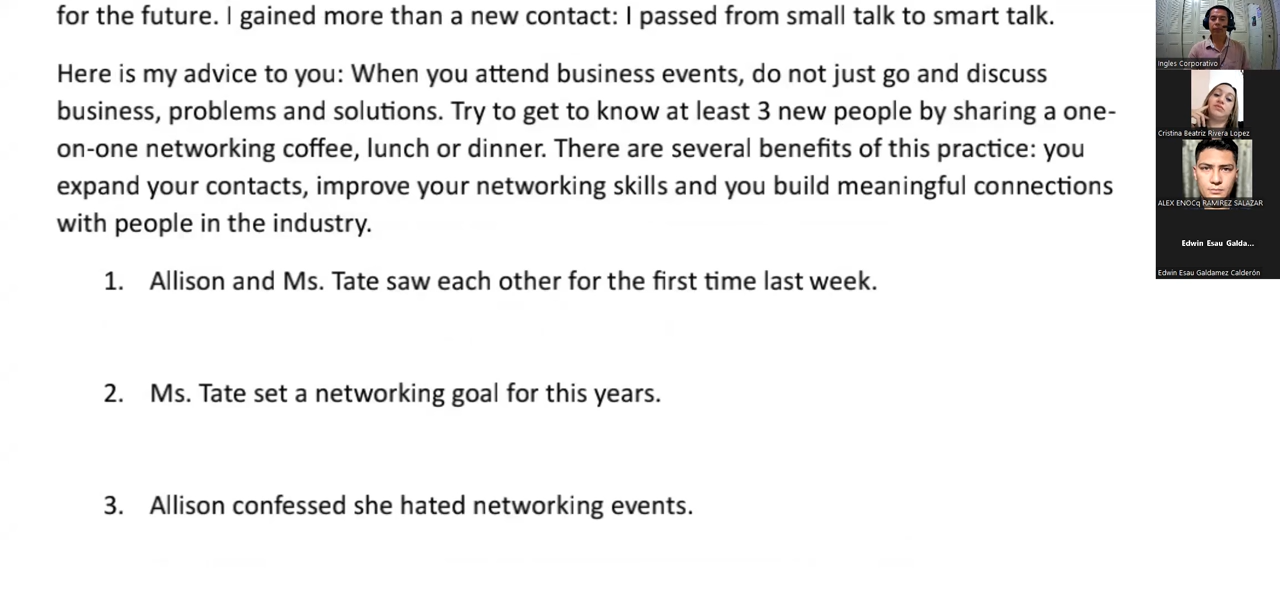 for the future. I gained more than a new contact: I passed from small talk to smart talk.
Here is my advice to you: When you attend business events, do not just go and discuss
business, problems and solutions. Try to get to know at least 3 new people by sharing a one-
on-one networking coffee, lunch or dinner. There are several benefits of this practice: you
expand your contacts, improve your networking skills and you build meaningful connections
with people in the industry.
1. Allison and Ms. Tate saw each other for the first time last week.
2. Ms. Tate set a networking goal for this years.
3. Allison confessed she hated networking events.
Ingles Corporativo
Cristina Beatriz Rivera Lopez
ALEX ENOCq RAMIREZ SALAZAR
Edwin Esau Galda...
Edwin Esau Galdamez Calderón